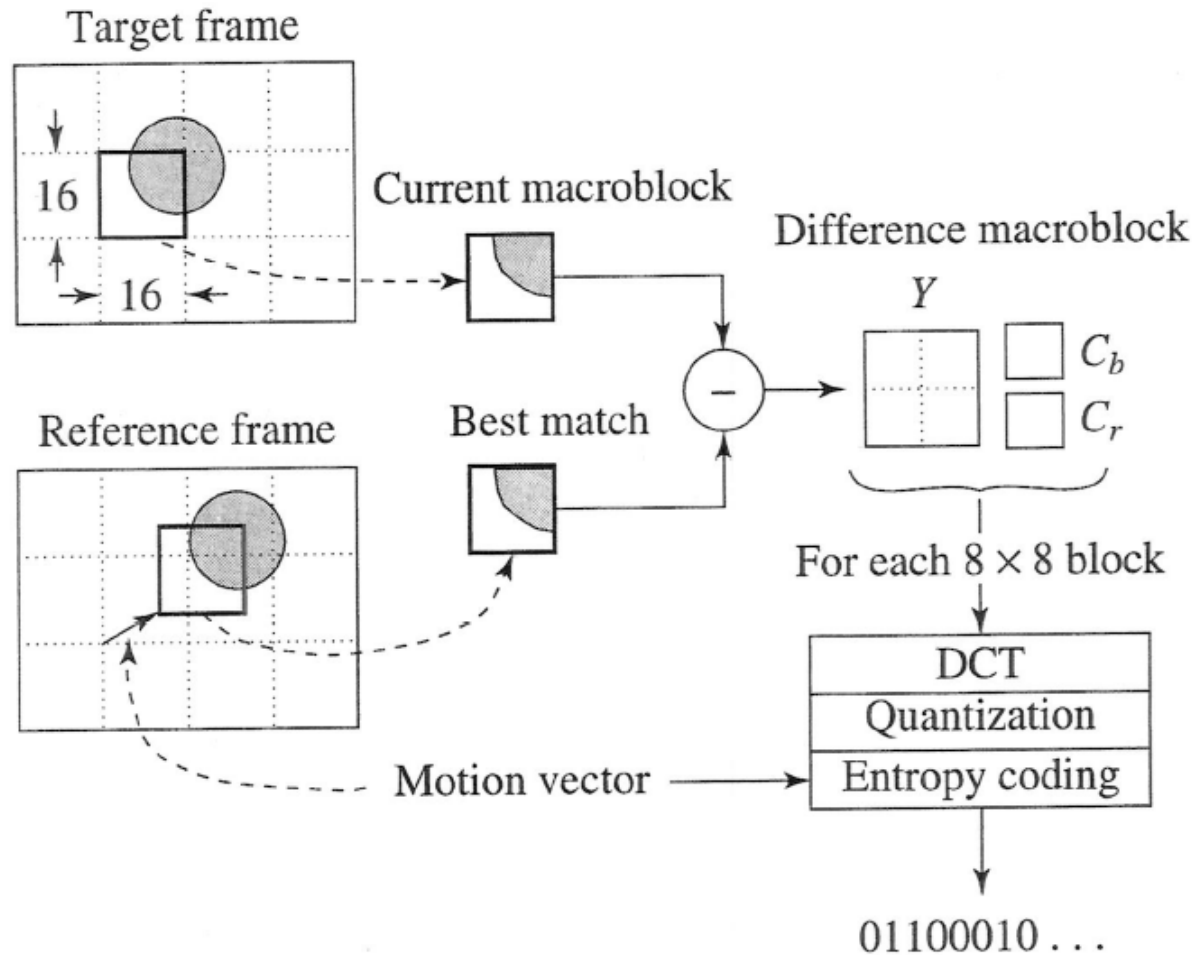 Target frame
16
16
Current macroblock
Difference macroblock
Y
C_b
C_r
−
Reference frame
Best match
For each 8 × 8 block
DCT
Quantization
Motion vector
Entropy coding
01100010 . . .